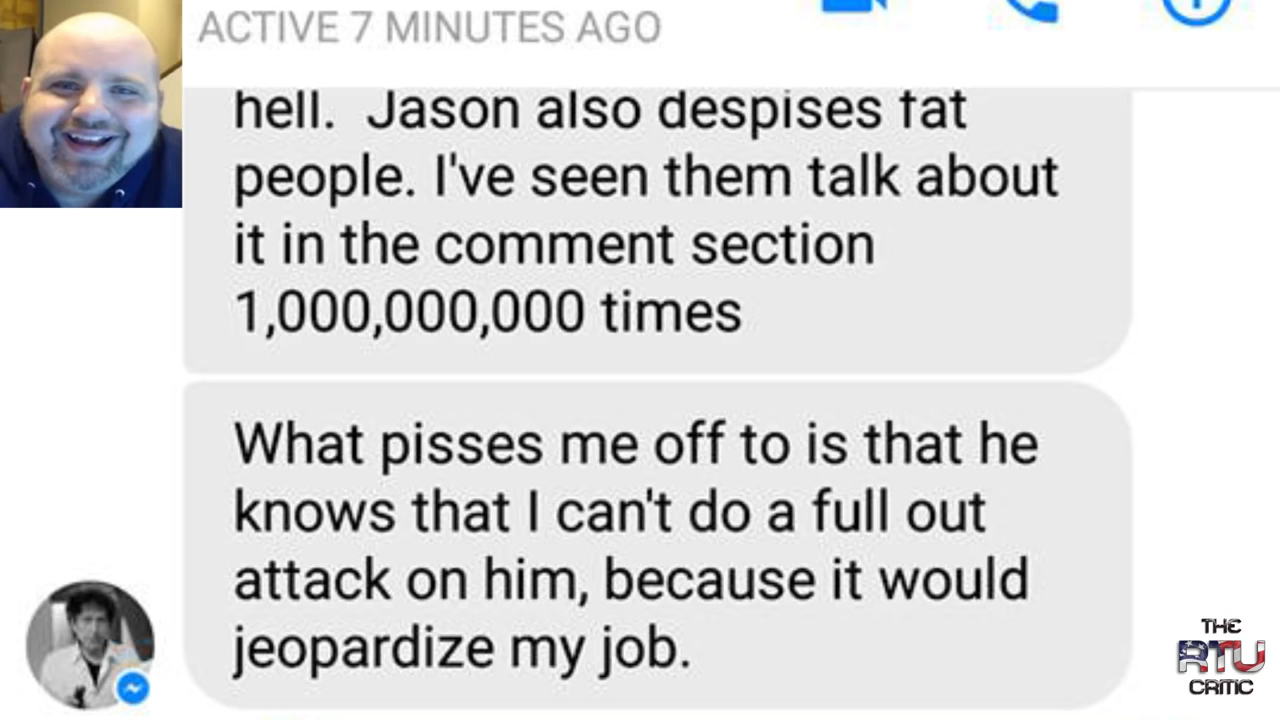 ACTIVE 7 MINUTES AGO
hell. Jason also despises fat
people. I've seen them talk about
it in the comment section
1,000,000,000 times
What pisses me off to is that he
knows that I can't do a full out
attack on him, because it would
jeopardize my job.
THE
RTU
CRITIC